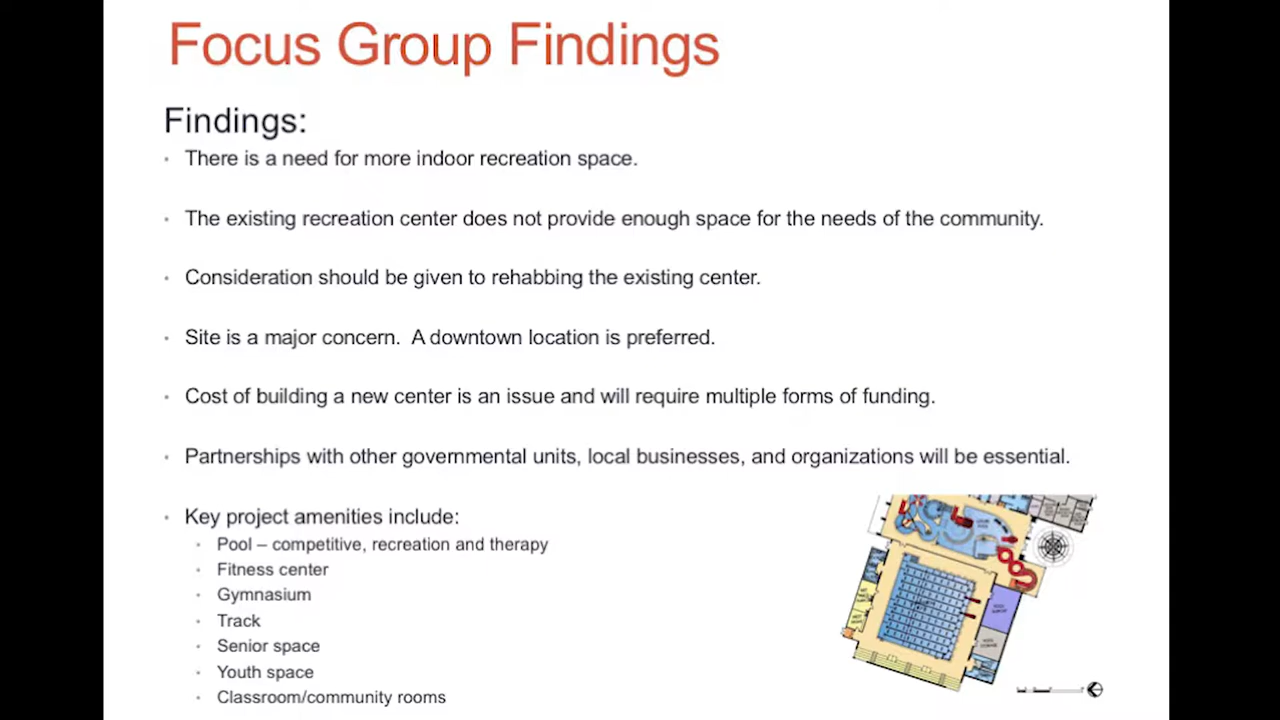 Focus Group Findings
Findings:
There is a need for more indoor recreation space.
The existing recreation center does not provide enough space for the needs of the community.
Consideration should be given to rehabbing the existing center.
Site is a major concern.  A downtown location is preferred.
Cost of building a new center is an issue and will require multiple forms of funding.
Partnerships with other governmental units, local businesses, and organizations will be essential.
Key project amenities include:
Pool – competitive, recreation and therapy
Fitness center
Gymnasium
Track
Senior space
Youth space
Classroom/community rooms